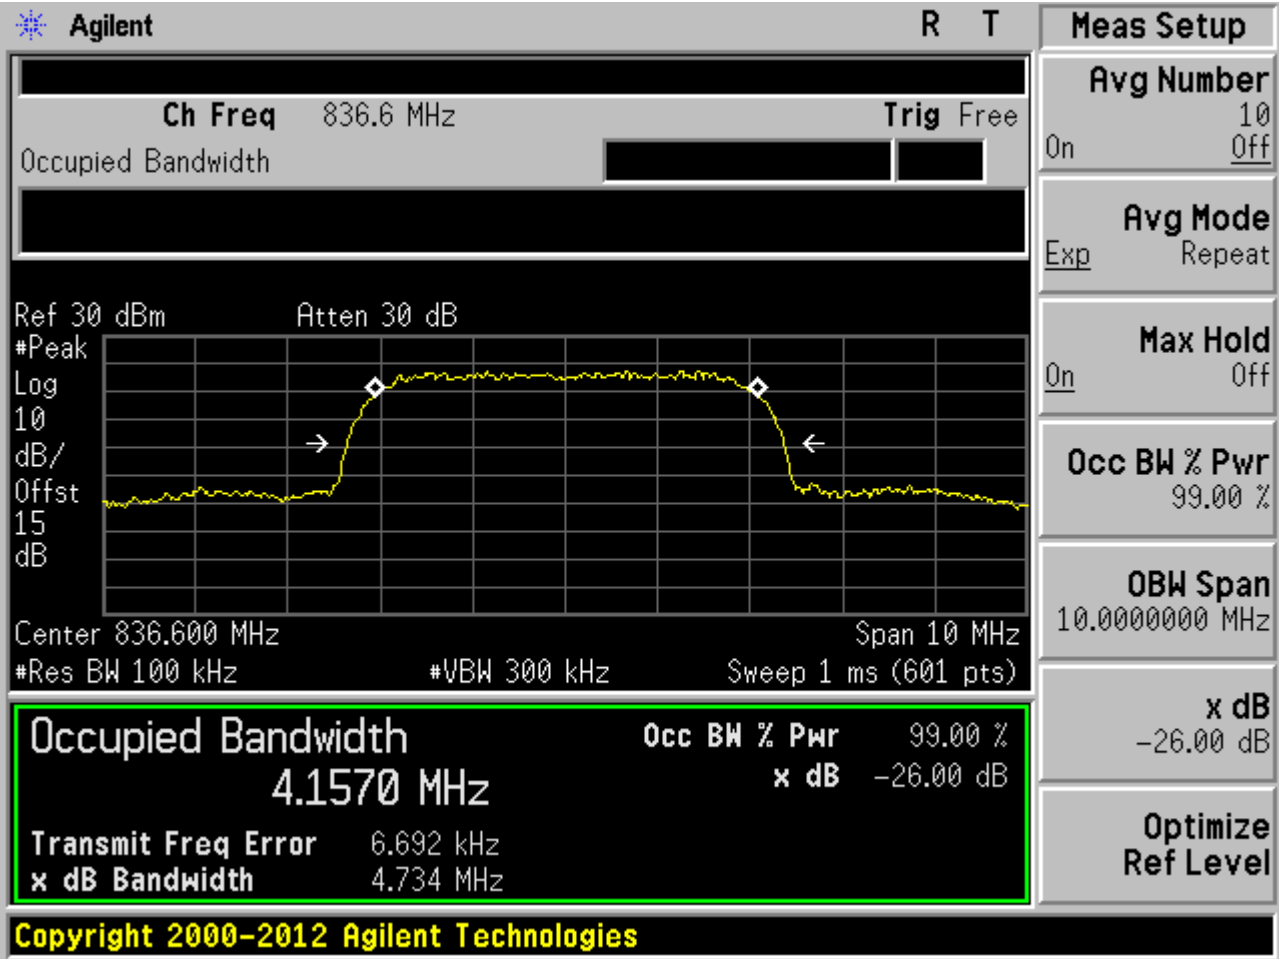 Agilent
R T
Ch Freq 836.6 MHz
Trig Free
Occupied Bandwidth
Ref 30 dBm
Atten 30 dB
#Peak
Log
10
dB/
Offst
15
dB
Center 836.600 MHz
Span 10 MHz
#Res BW 100 kHz
#VBW 300 kHz
Sweep 1 ms (601 pts)
Occupied Bandwidth
4.1570 MHz
Occ BW % Pwr 99.00 %
x dB -26.00 dB
Transmit Freq Error 6.692 kHz
x dB Bandwidth 4.734 MHz
Copyright 2000-2012 Agilent Technologies
Meas Setup
Avg Number
10
On Off
Avg Mode
Exp Repeat
Max Hold
On Off
Occ BW % Pwr
99.00 %
OBW Span
10.0000000 MHz
x dB
-26.00 dB
Optimize
Ref Level